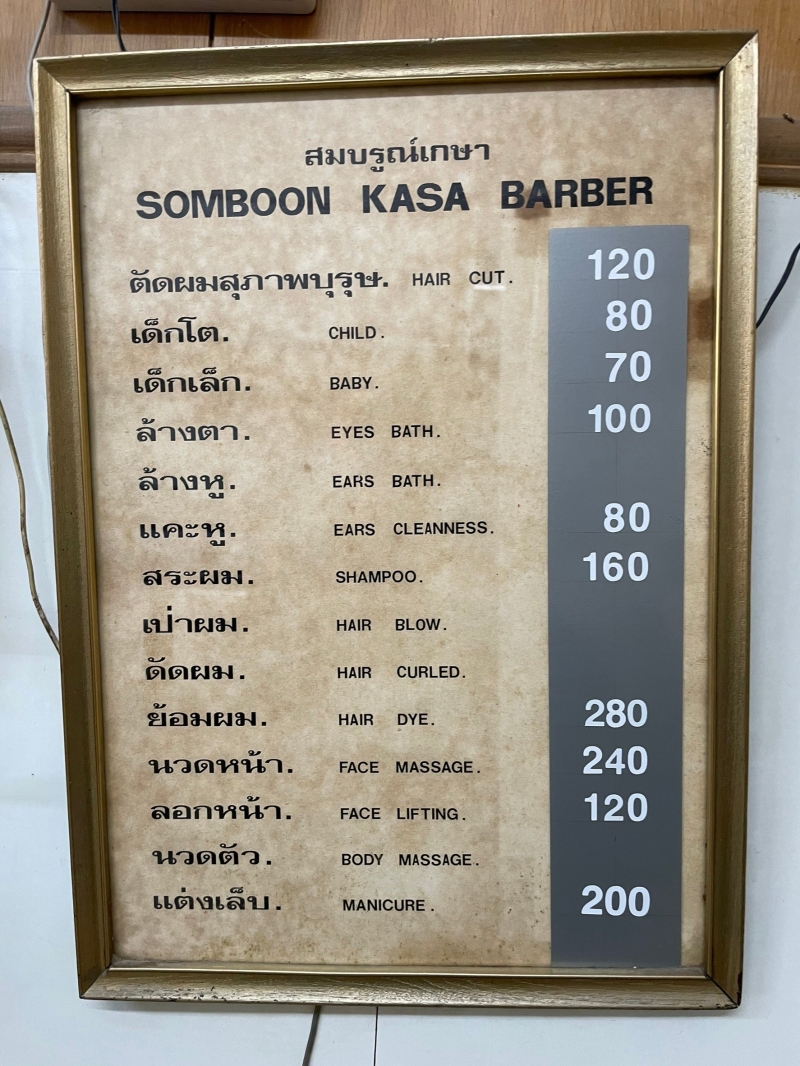 สมบรูณ์เกษา
SOMBOON KASA BARBER
ตัดผมสุภาพบุรุษ. HAIR CUT. 120
เด็กโต. CHILD. 80
เด็กเล็ก. BABY. 70
ล้างตา. EYES BATH. 100
ล้างหู. EARS BATH.
แคะหู. EARS CLEANNESS. 80
สระผม. SHAMPOO. 160
เป่าผม. HAIR BLOW.
ดัดผม. HAIR CURLED.
ย้อมผม. HAIR DYE. 280
นวดหน้า. FACE MASSAGE. 240
ลอกหน้า. FACE LIFTING. 120
นวดตัว. BODY MASSAGE.
แต่งเล็บ. MANICURE. 200